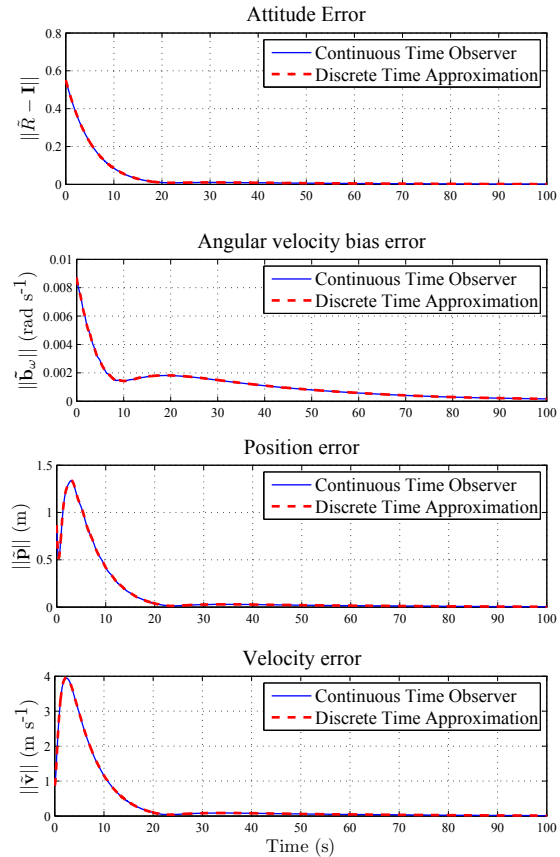 Attitude Error
0.8
0.6
0.4
0.2
0
||R̃ − I||
Continuous Time Observer
Discrete Time Approximation
0 10 20 30 40 50 60 70 80 90 100
Angular velocity bias error
0.01
0.008
0.006
0.004
0.002
0
||b̃_ω|| (rad s⁻¹)
Continuous Time Observer
Discrete Time Approximation
0 10 20 30 40 50 60 70 80 90 100
Position error
1.5
1
0.5
0
||p̃|| (m)
Continuous Time Observer
Discrete Time Approximation
0 10 20 30 40 50 60 70 80 90 100
Velocity error
4
3
2
1
0
||ṽ|| (m s⁻¹)
Continuous Time Observer
Discrete Time Approximation
0 10 20 30 40 50 60 70 80 90 100
Time (s)